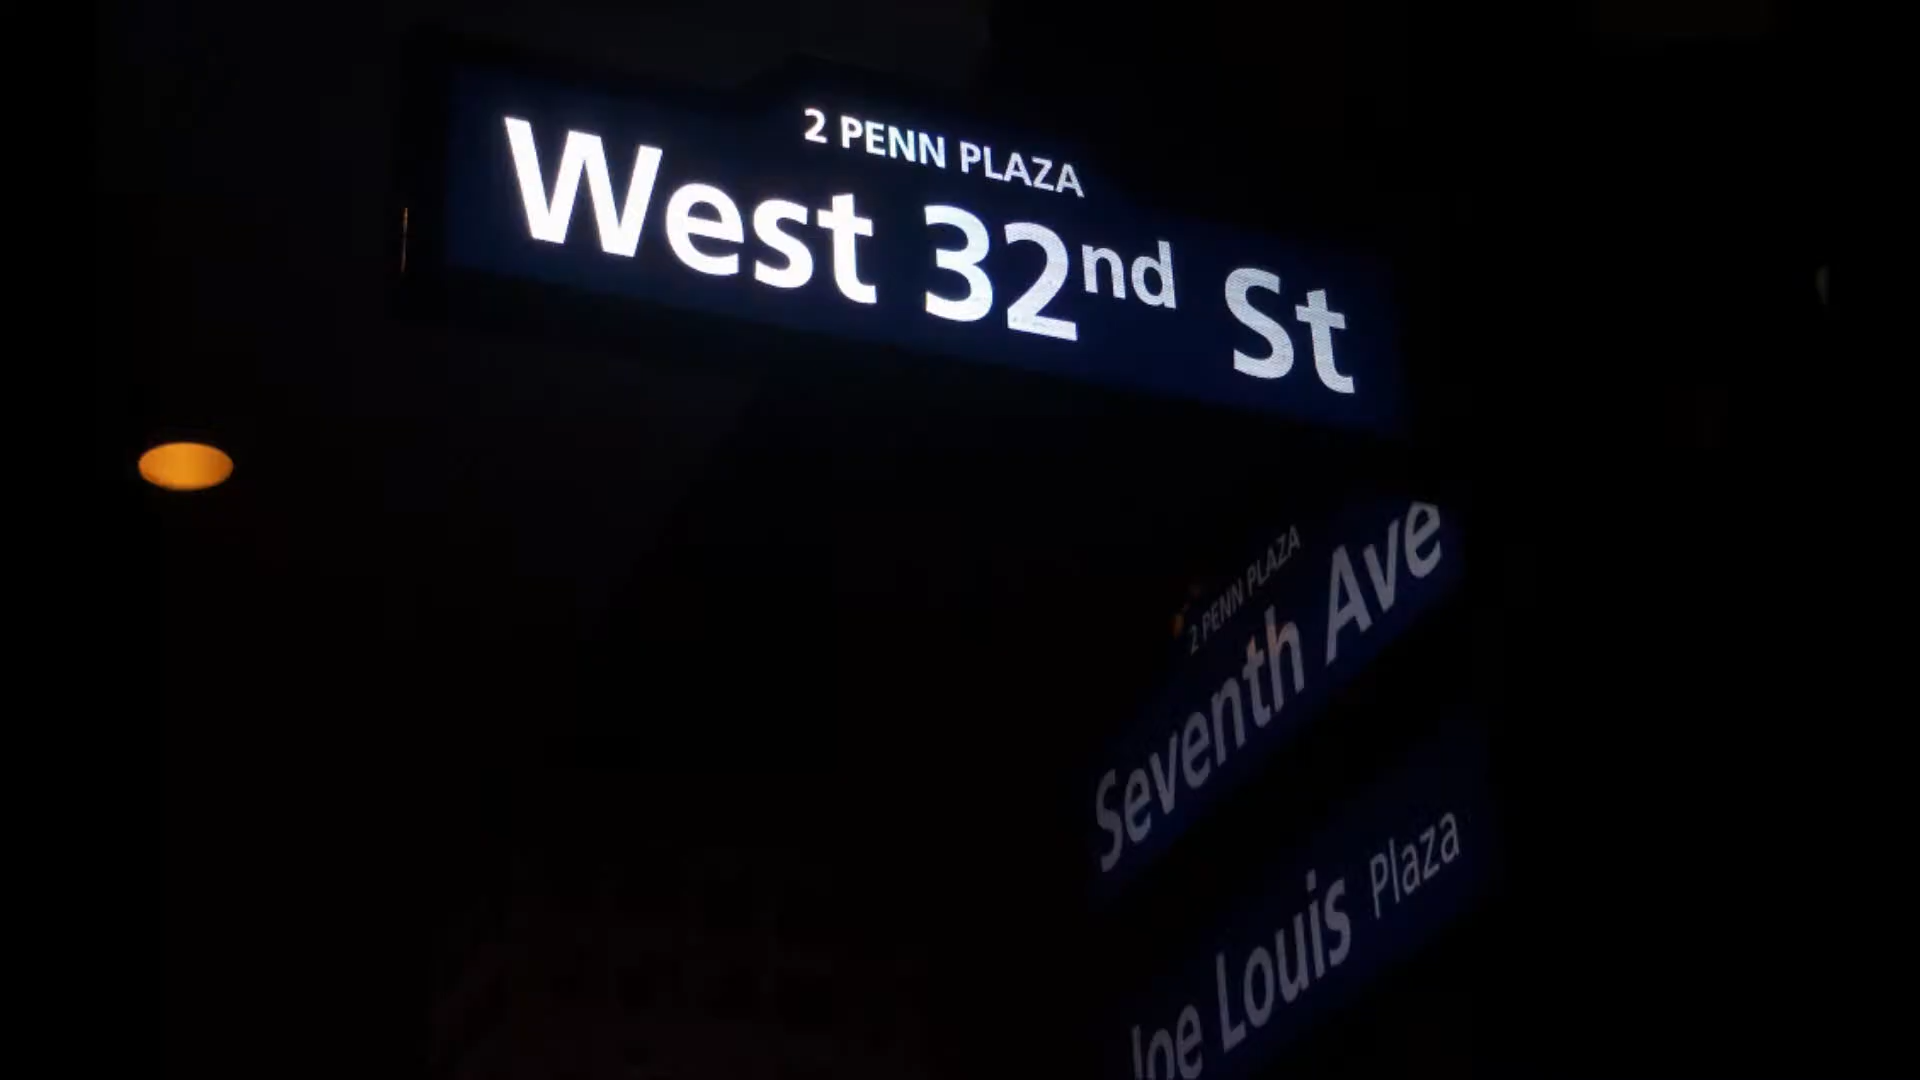 2 PENN PLAZA
West 32nd St
2 PENN PLAZA
Seventh Ave
Joe Louis Plaza